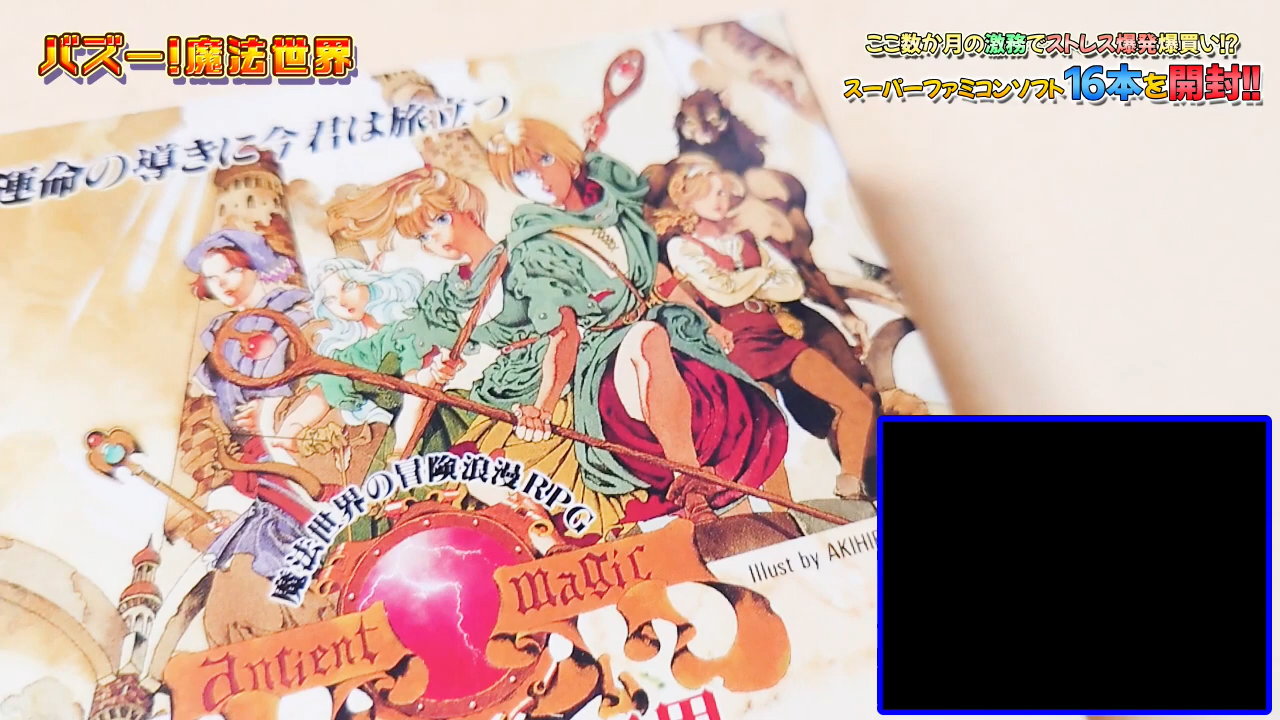 バズー!魔法世界
ここ数か月の激務でストレス爆発爆買い!?
スーパーファミコンソフト16本を開封!!
運命の導きに今君は旅立つ
魔法世界の冒険浪漫RPG
Illust by AKIHI
Ancient magic